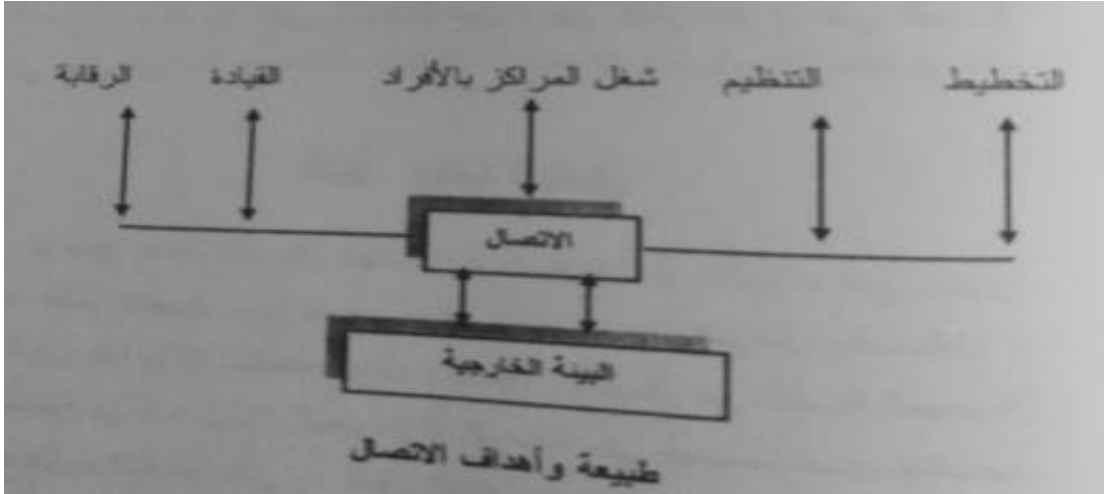 التخطيط التنظيم شغل المراكز بالأفراد القيادة الرقابة
الاتصال
البيئة الخارجية
طبيعة وأهداف الاتصال